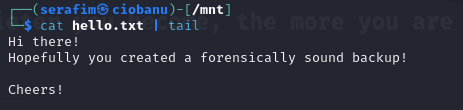 ┌──(serafim㉿ciobanu)-[/mnt]
└─$ cat hello.txt | tail
Hi there!
Hopefully you created a forensically sound backup!

Cheers!